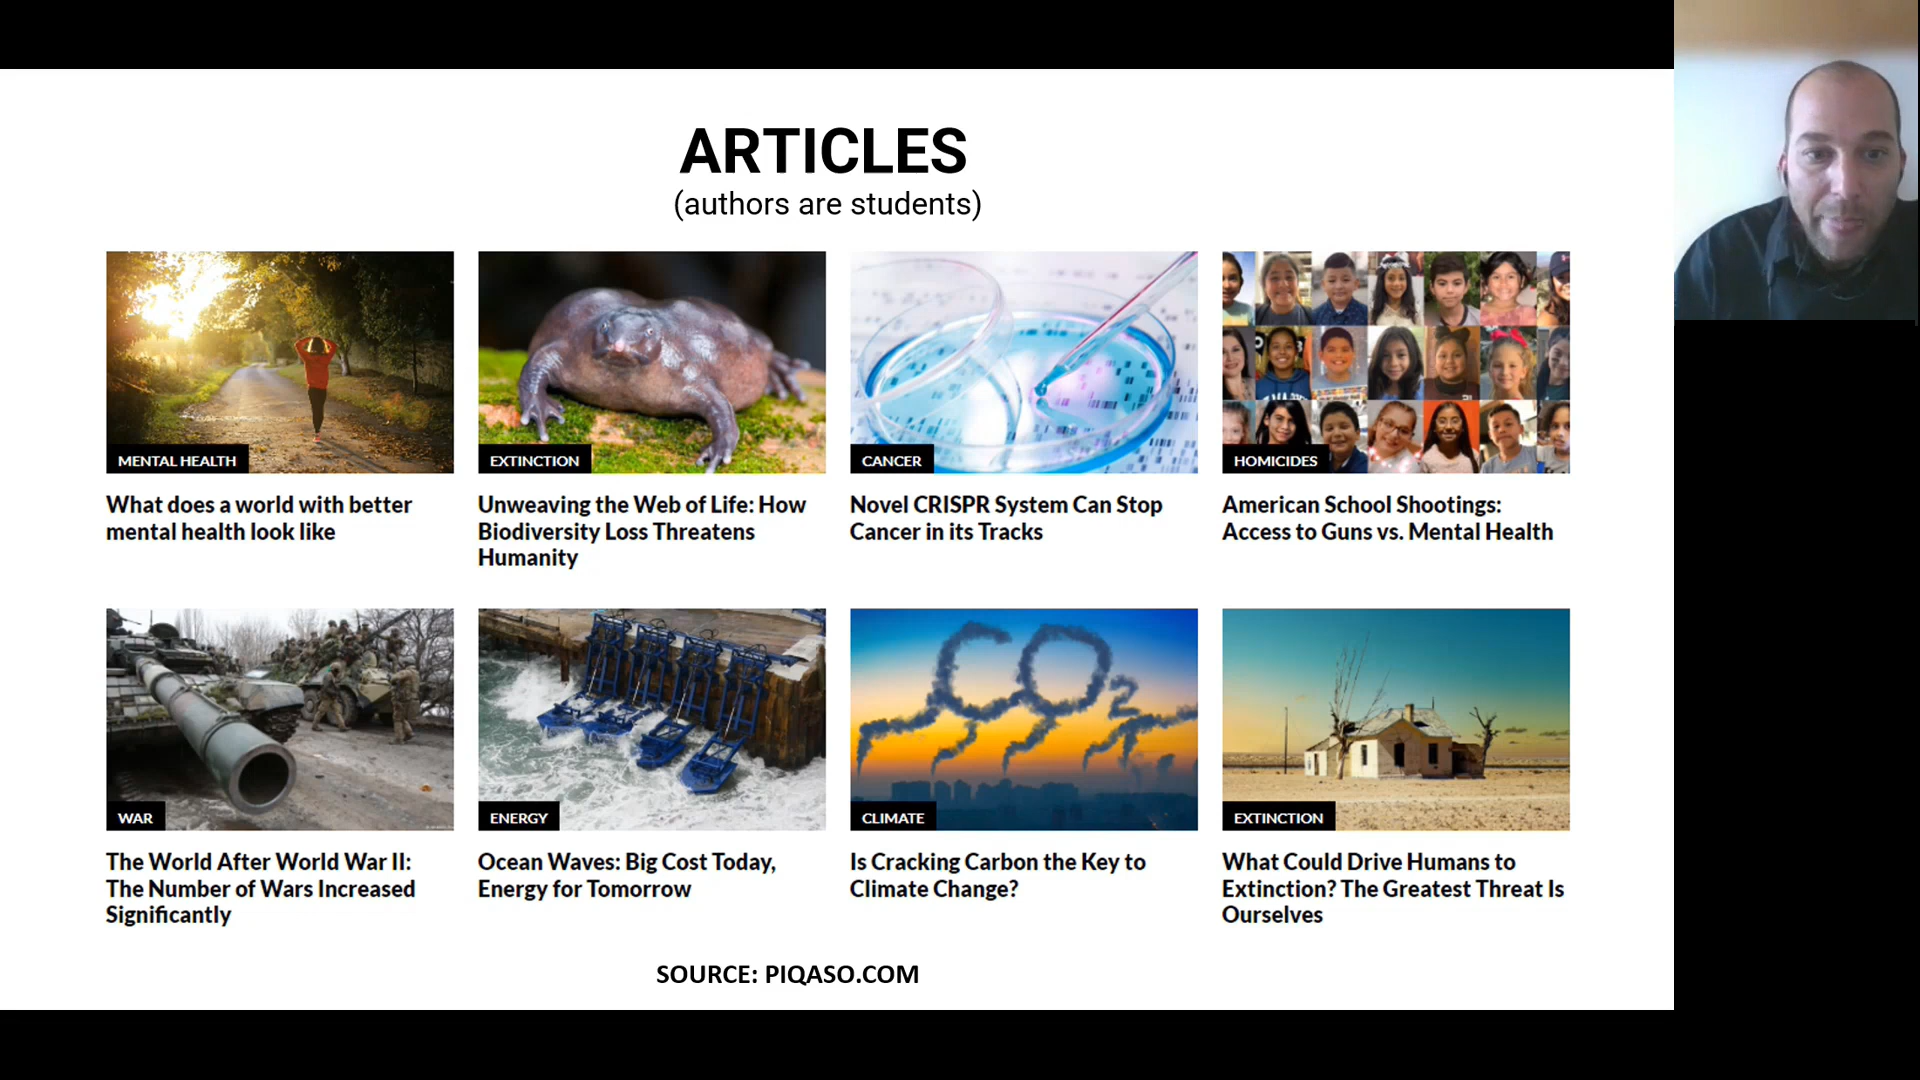 ARTICLES
(authors are students)
MENTAL HEALTH
What does a world with better
mental health look like
EXTINCTION
Unweaving the Web of Life: How
Biodiversity Loss Threatens
Humanity
CANCER
Novel CRISPR System Can Stop
Cancer in its Tracks
HOMICIDES
American School Shootings:
Access to Guns vs. Mental Health
WAR
The World After World War II:
The Number of Wars Increased
Significantly
ENERGY
Ocean Waves: Big Cost Today,
Energy for Tomorrow
CO2
CLIMATE
Is Cracking Carbon the Key to
Climate Change?
EXTINCTION
What Could Drive Humans to
Extinction? The Greatest Threat Is
Ourselves
SOURCE: PIQASO.COM